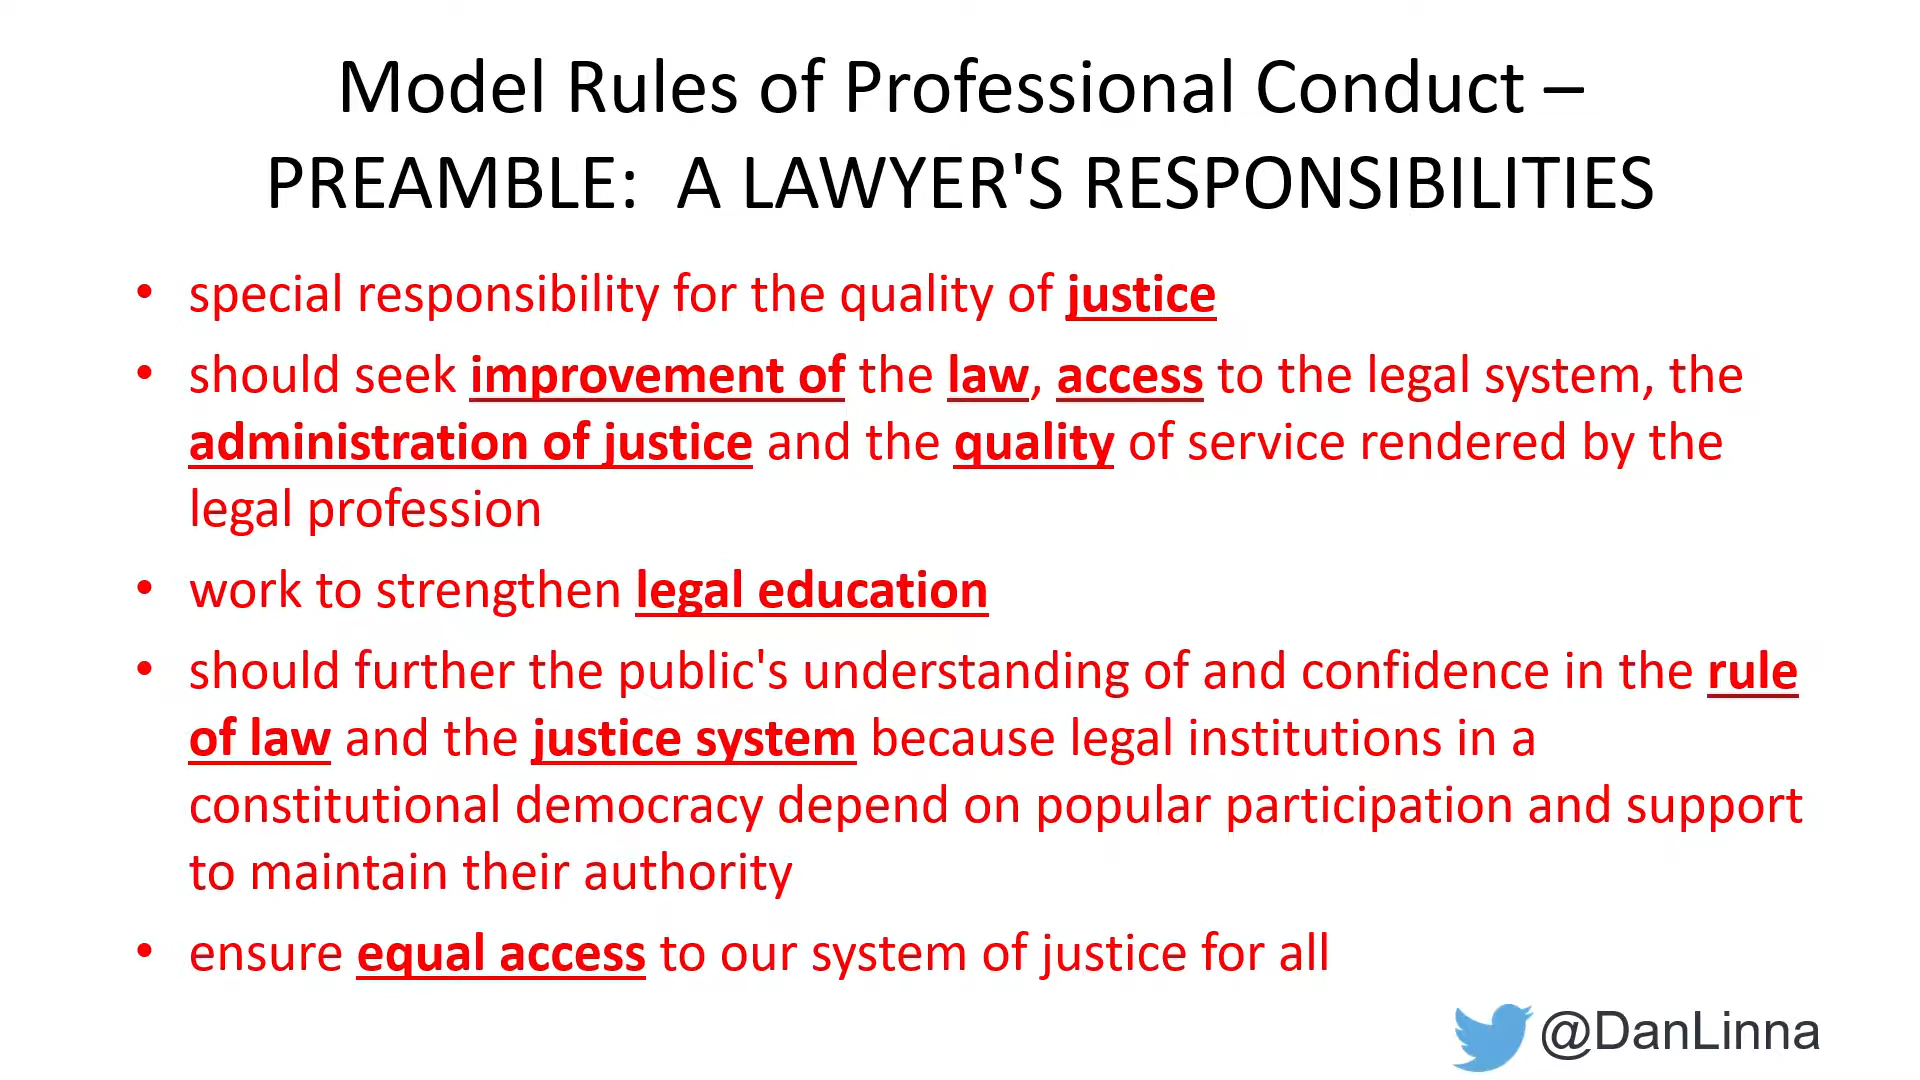 Model Rules of Professional Conduct –
PREAMBLE:  A LAWYER'S RESPONSIBILITIES
• special responsibility for the quality of justice
• should seek improvement of the law, access to the legal system, the
administration of justice and the quality of service rendered by the
legal profession
• work to strengthen legal education
• should further the public's understanding of and confidence in the rule
of law and the justice system because legal institutions in a
constitutional democracy depend on popular participation and support
to maintain their authority
• ensure equal access to our system of justice for all
@DanLinna